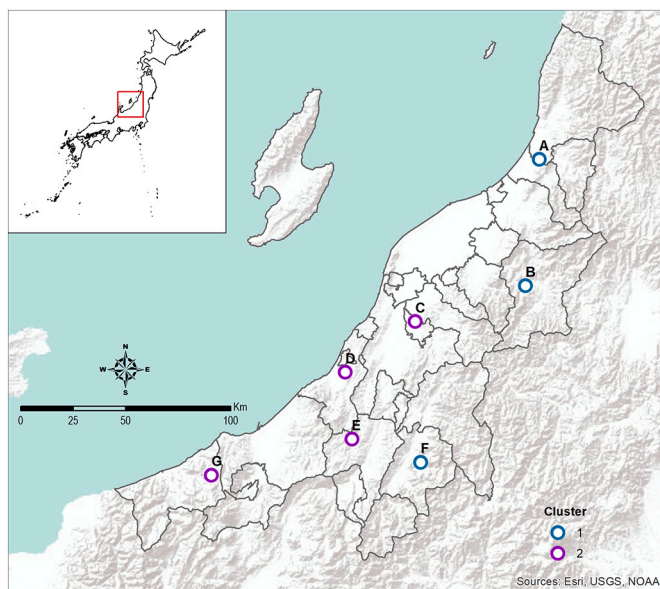 A
B
C
N
W E
S
D
Km
0 25 50 100
E
G
F
Cluster
1
2
Sources: Esri, USGS, NOAA